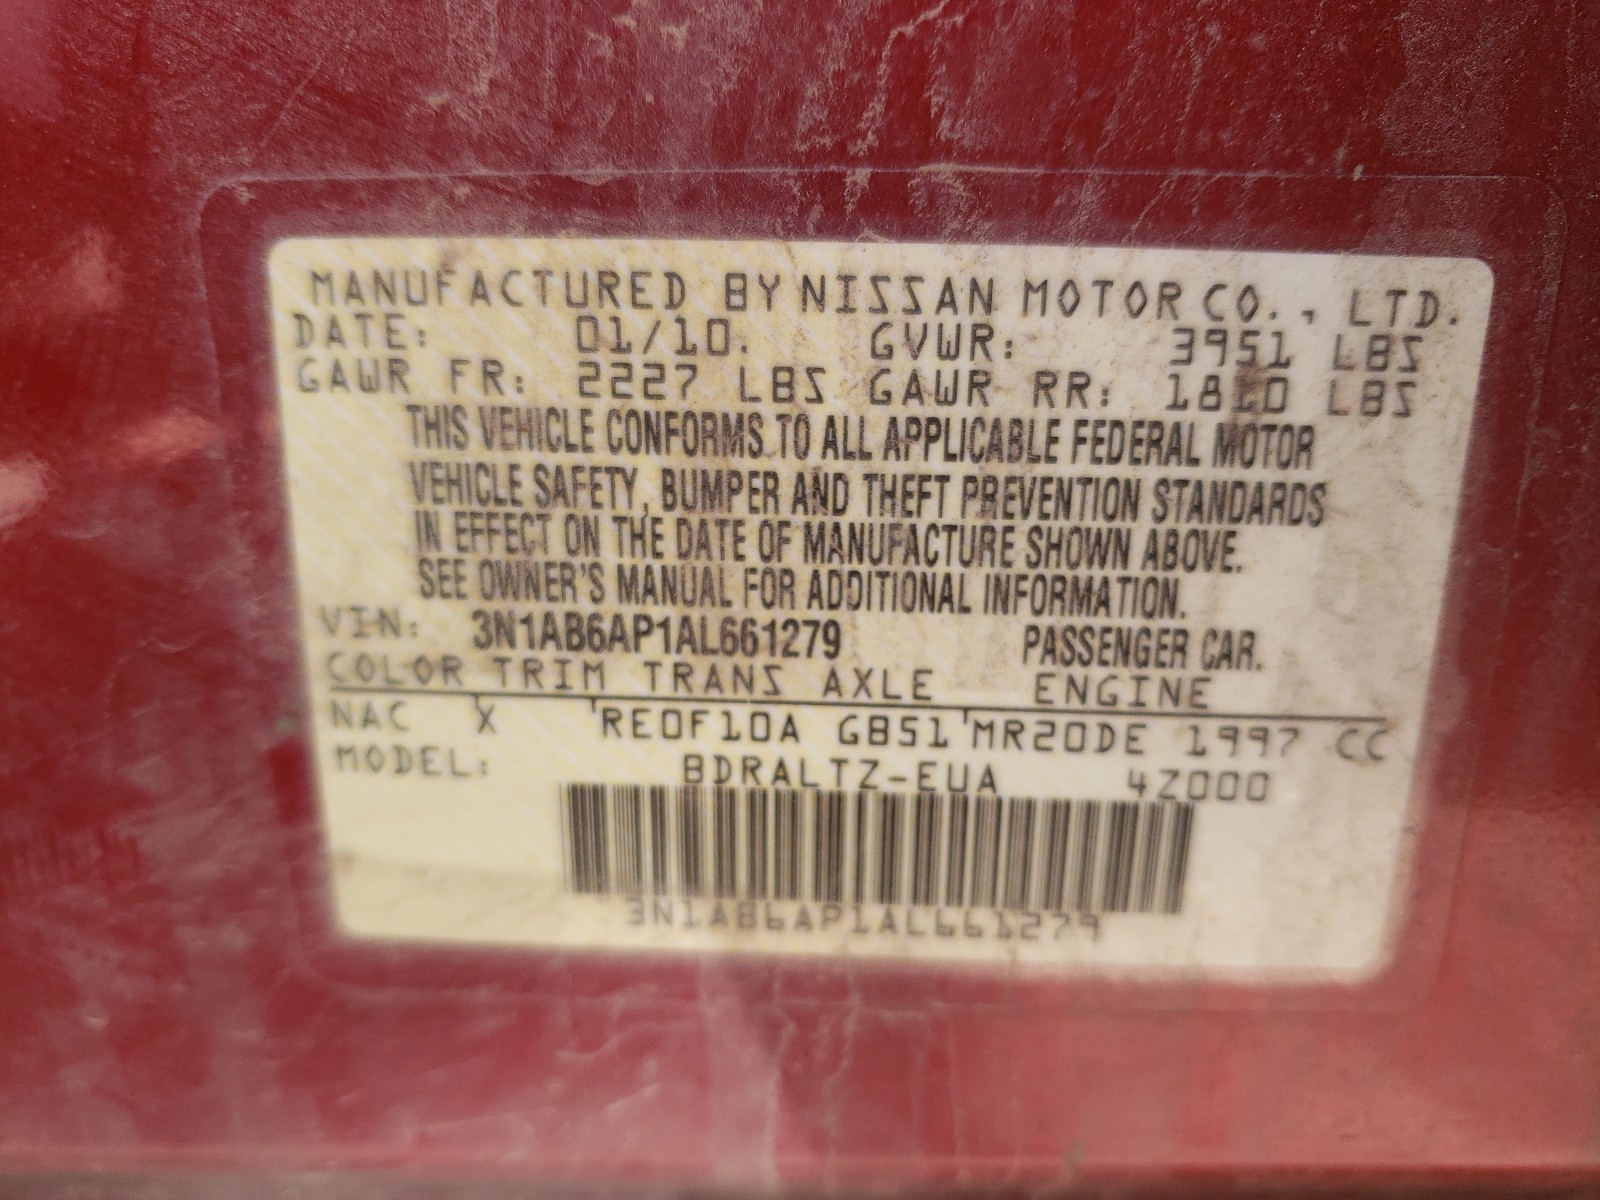 MANUFACTURED BY NISSAN MOTOR CO., LTD.
DATE: 01/10. GVWR: 3951 LBS
GAWR FR: 2227 LBS GAWR RR: 1810 LBS
THIS VEHICLE CONFORMS TO ALL APPLICABLE FEDERAL MOTOR
VEHICLE SAFETY, BUMPER AND THEFT PREVENTION STANDARDS
IN EFFECT ON THE DATE OF MANUFACTURE SHOWN ABOVE.
SEE OWNER'S MANUAL FOR ADDITIONAL INFORMATION.
VIN: 3N1AB6AP1AL661279 PASSENGER CAR.
COLOR TRIM TRANS AXLE ENGINE
NAC X RE0F10A GB51 MR20DE 1997 CC
MODEL: BDRALTZ-EUA 4Z000
3N1AB6AP1AL661279